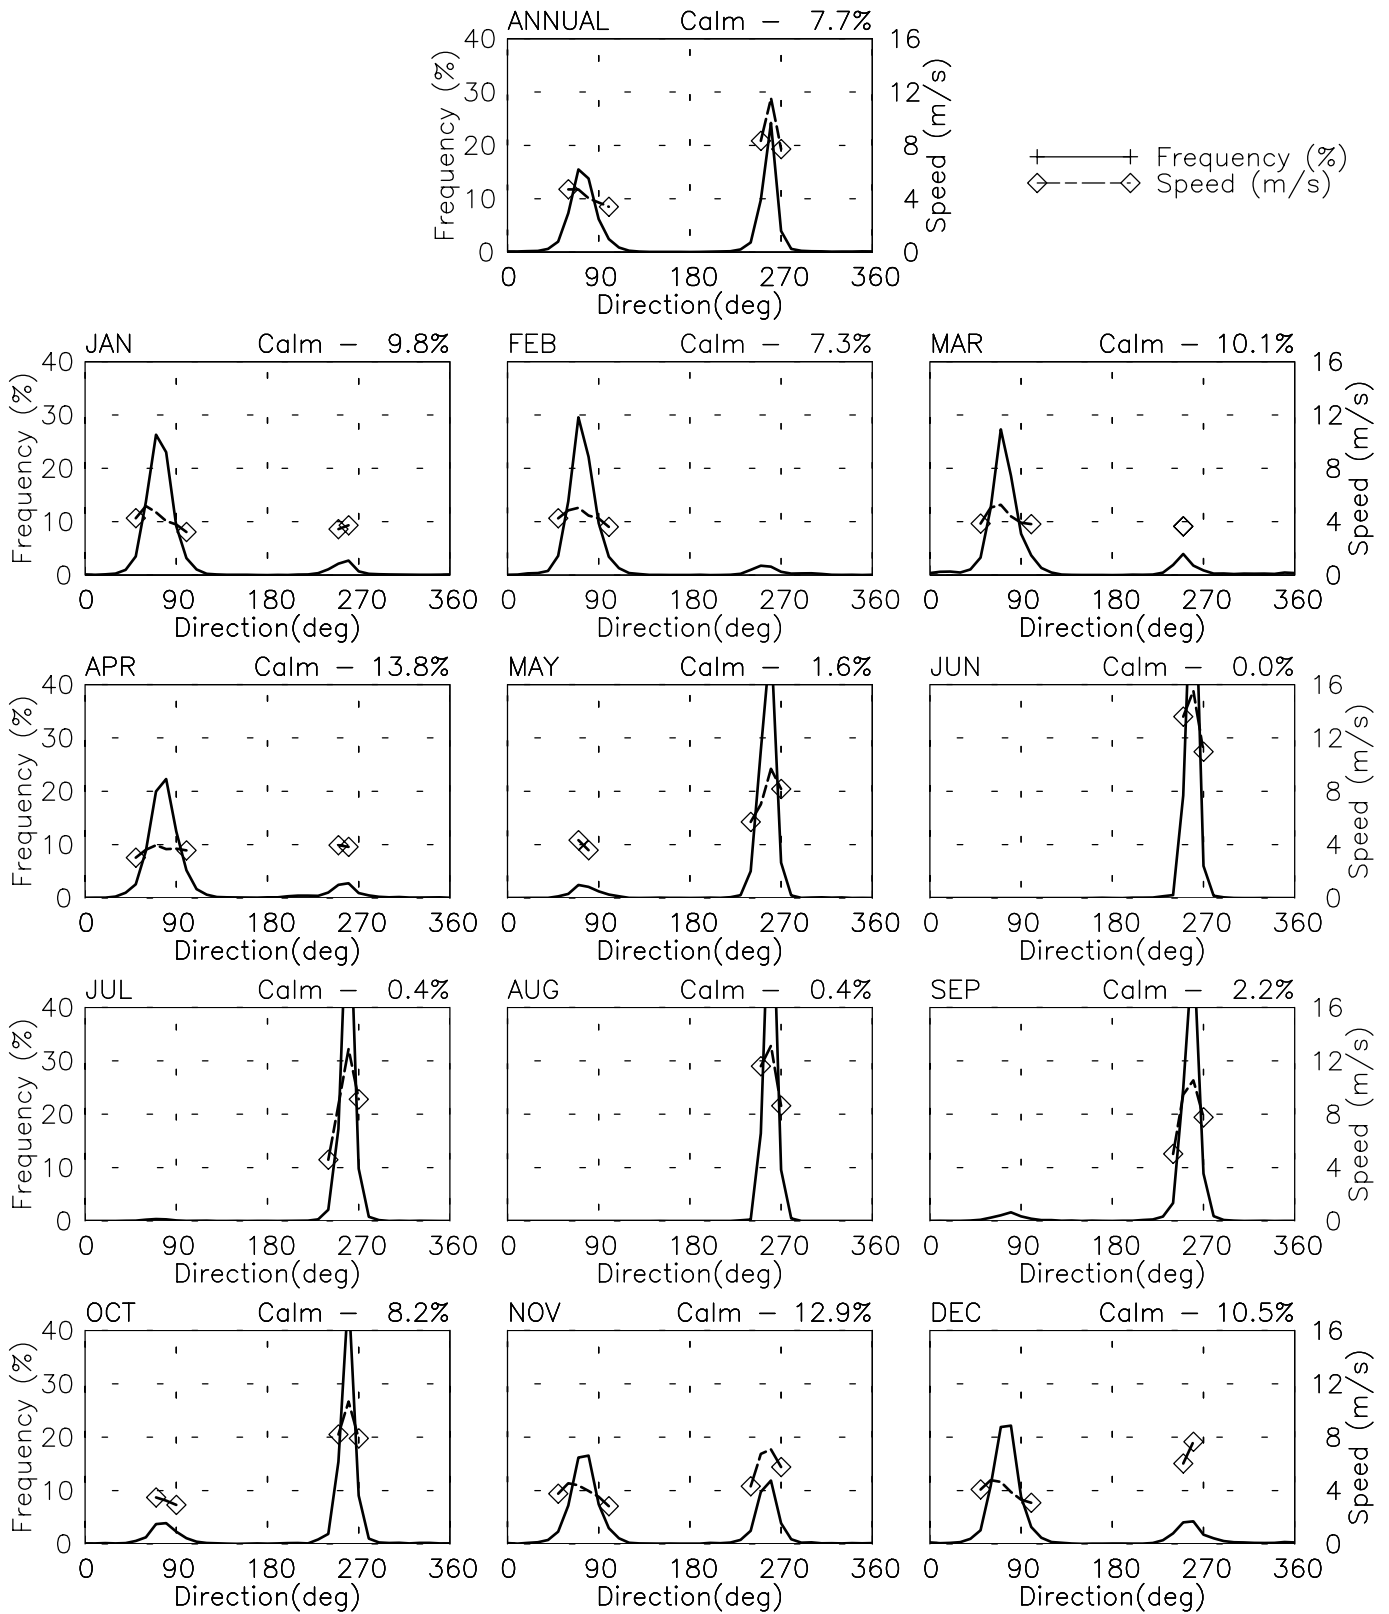 ANNUAL Calm – 7.7%
40 16
30 12
20 8
10 4
0 0
Frequency (%)
Speed (m/s)
0 90 180 270 360
Direction(deg)
Frequency (%)
Speed (m/s)
JAN Calm – 9.8% FEB Calm – 7.3% MAR Calm – 10.1%
40 16
30 12
20 8
10 4
0 0
Frequency (%)
Speed (m/s)
0 90 180 270 360 0 90 180 270 360 0 90 180 270 360
Direction(deg) Direction(deg) Direction(deg)
APR Calm – 13.8% MAY Calm – 1.6% JUN Calm – 0.0%
40 16
30 12
20 8
10 4
0 0
Frequency (%)
Speed (m/s)
0 90 180 270 360 0 90 180 270 360 0 90 180 270 360
Direction(deg) Direction(deg) Direction(deg)
JUL Calm – 0.4% AUG Calm – 0.4% SEP Calm – 2.2%
40 16
30 12
20 8
10 4
0 0
Frequency (%)
Speed (m/s)
0 90 180 270 360 0 90 180 270 360 0 90 180 270 360
Direction(deg) Direction(deg) Direction(deg)
OCT Calm – 8.2% NOV Calm – 12.9% DEC Calm – 10.5%
40 16
30 12
20 8
10 4
0 0
Frequency (%)
Speed (m/s)
0 90 180 270 360 0 90 180 270 360 0 90 180 270 360
Direction(deg) Direction(deg) Direction(deg)